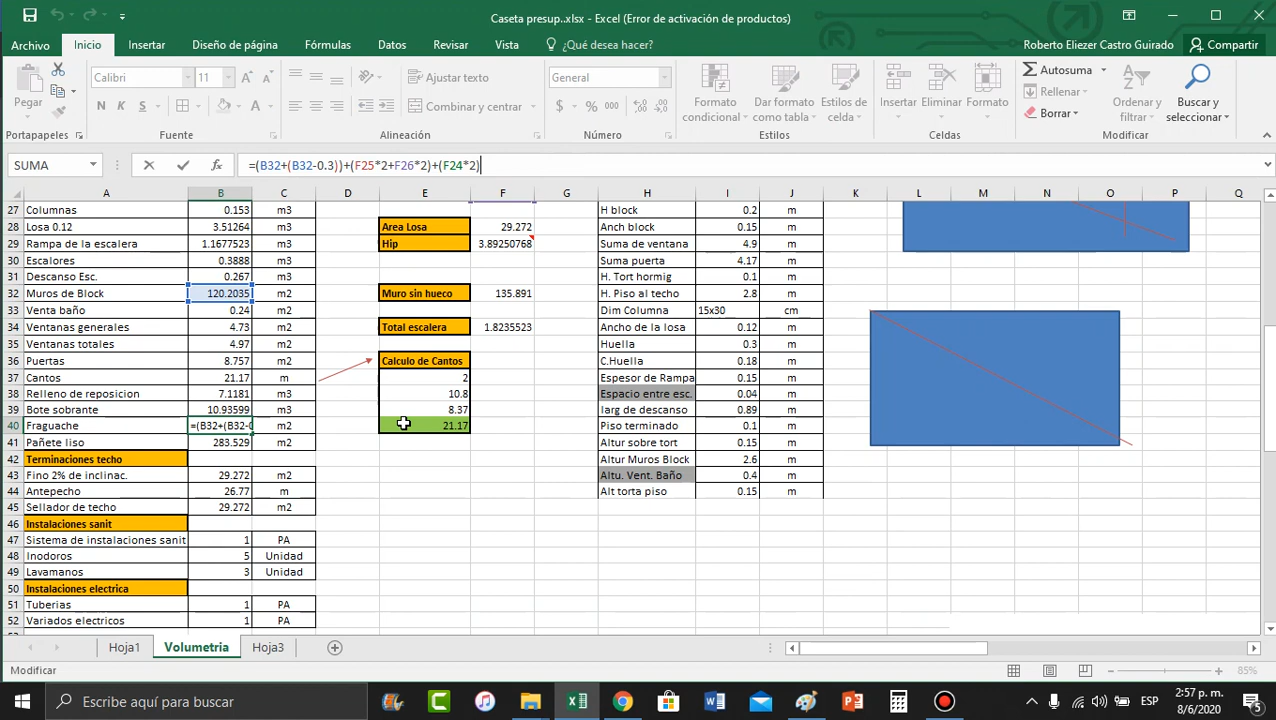 Caseta presup..xlsx - Excel (Error de activación de productos)
Archivo Inicio Insertar Diseño de página Fórmulas Datos Revisar Vista ¿Qué desea hacer? Roberto Eliezer Castro Guirado Compartir
Pegar Calibri 11 Ajustar texto General Autosuma
N K S A Combinar y centrar $ % 000 Formato condicional Dar formato como tabla Estilos de celda Insertar Eliminar Formato Rellenar Ordenar y filtrar Buscar y seleccionar
Borrar
Portapapeles Fuente Alineación Número Estilos Celdas Modificar
SUMA fx =(B32+(B32-0.3))+(F25*2+F26*2)+(F24*2)
A B C D E F G H I J K L M N O P Q
27 Columnas 0.153 m3 H block 0.2 m
28 Losa 0.12 3.51264 m3 Area Losa 29.272 Anch block 0.15 m
29 Rampa de la escalera 1.1677523 m3 Hip 3.89250768 Suma de ventana 4.9 m
30 Escalores 0.3888 m3 Suma puerta 4.17 m
31 Descanso Esc. 0.267 m3 H. Tort hormig 0.1 m
32 Muros de Block 120.2035 m2 Muro sin hueco 135.891 H. Piso al techo 2.8 m
33 Venta baño 0.24 m2 Dim Columna 15x30 cm
34 Ventanas generales 4.73 m2 Total escalera 1.8235523 Ancho de la losa 0.12 m
35 Ventanas totales 4.97 m2 Huella 0.3 m
36 Puertas 8.757 m2 Calculo de Cantos C.Huella 0.18 m
37 Cantos 21.17 m 2 Espesor de Rampa 0.15 m
38 Relleno de reposicion 7.1181 m3 10.8 Espacio entre esc. 0.04 m
39 Bote sobrante 10.93599 m3 8.37 larg de descanso 0.89 m
40 Fraguache =(B32+(B32-0 m2 21.17 Piso terminado 0.1 m
41 Pañete liso 283.529 m2 Altur sobre tort 0.15 m
42 Terminaciones techo Altur Muros Block 2.6 m
43 Fino 2% de inclinac. 29.272 m2 Altu. Vent. Baño 0.4 m
44 Antepecho 26.77 m Alt torta piso 0.15 m
45 Sellador de techo 29.272 m2
46 Instalaciones sanit
47 Sistema de instalaciones sanit 1 PA
48 Inodoros 5 Unidad
49 Lavamanos 3 Unidad
50 Instalaciones electrica
51 Tuberias 1 PA
52 Variados electricos 1 PA
Hoja1 Volumetria Hoja3
Modificar 85%
Escribe aquí para buscar ESP 2:57 p. m. 8/6/2020 5